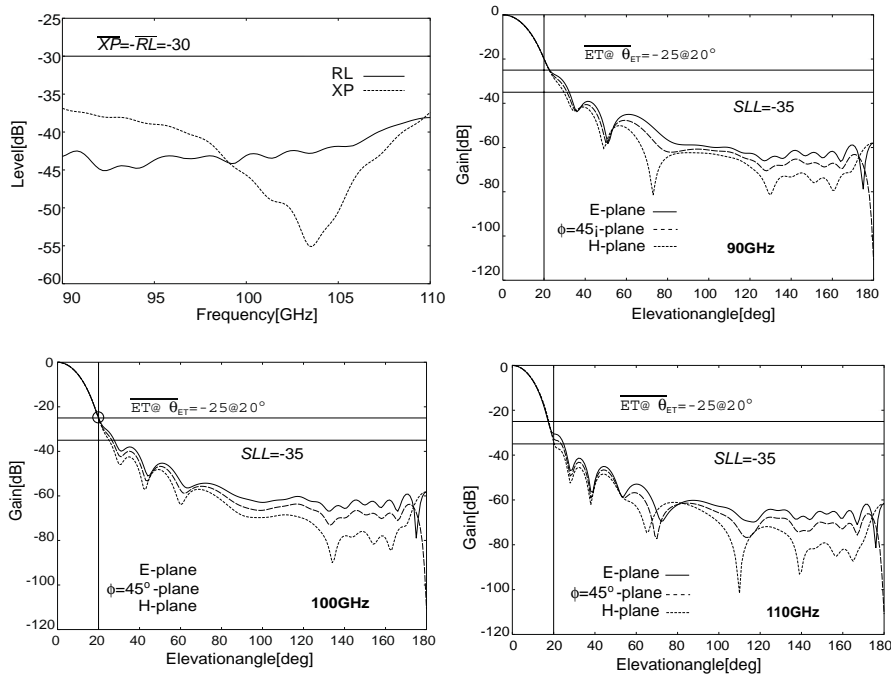 -25
-30
-35
-40
-45
-50
-55
-60
XP=-RL=-30
RL
XP
Level[dB]
90
95
100
105
110
Frequency[GHz]
0
-20
-40
-60
-80
-100
-120
ET@ θET=-25@20°
SLL=-35
Gain[dB]
E-plane
ϕ=45¡-plane
H-plane
90GHz
0
20
40
60
80
100
120
140
160
180
Elevationangle[deg]
0
-20
-40
-60
-80
-100
-120
ET@ θET=-25@20°
SLL=-35
Gain[dB]
E-plane
ϕ=45° -plane
H-plane
100GHz
0
20
40
60
80
100
120
140
160
180
Elevationangle[deg]
0
-20
-40
-60
-80
-100
-120
ET@ θET=-25@20°
SLL=-35
Gain[dB]
E-plane
ϕ=45° -plane
H-plane
110GHz
0
20
40
60
80
100
120
140
160
180
Elevationangle[deg]